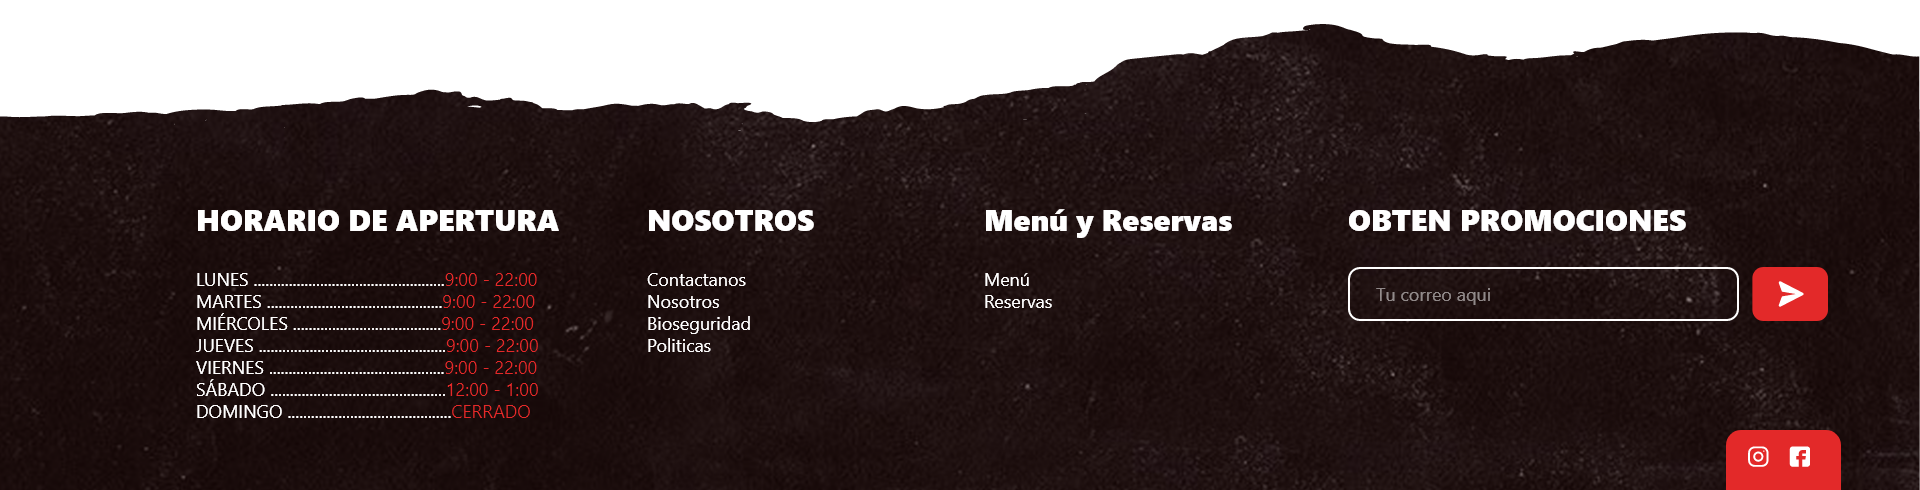 HORARIO DE APERTURA
LUNES ................................................9:00 - 22:00
MARTES ............................................9:00 - 22:00
MIÉRCOLES .....................................9:00 - 22:00
JUEVES ...............................................9:00 - 22:00
VIERNES ............................................9:00 - 22:00
SÁBADO ............................................12:00 - 1:00
DOMINGO .........................................CERRADO
NOSOTROS
Contactanos
Nosotros
Bioseguridad
Politicas
Menú y Reservas
Menú
Reservas
OBTEN PROMOCIONES
Tu correo aqui